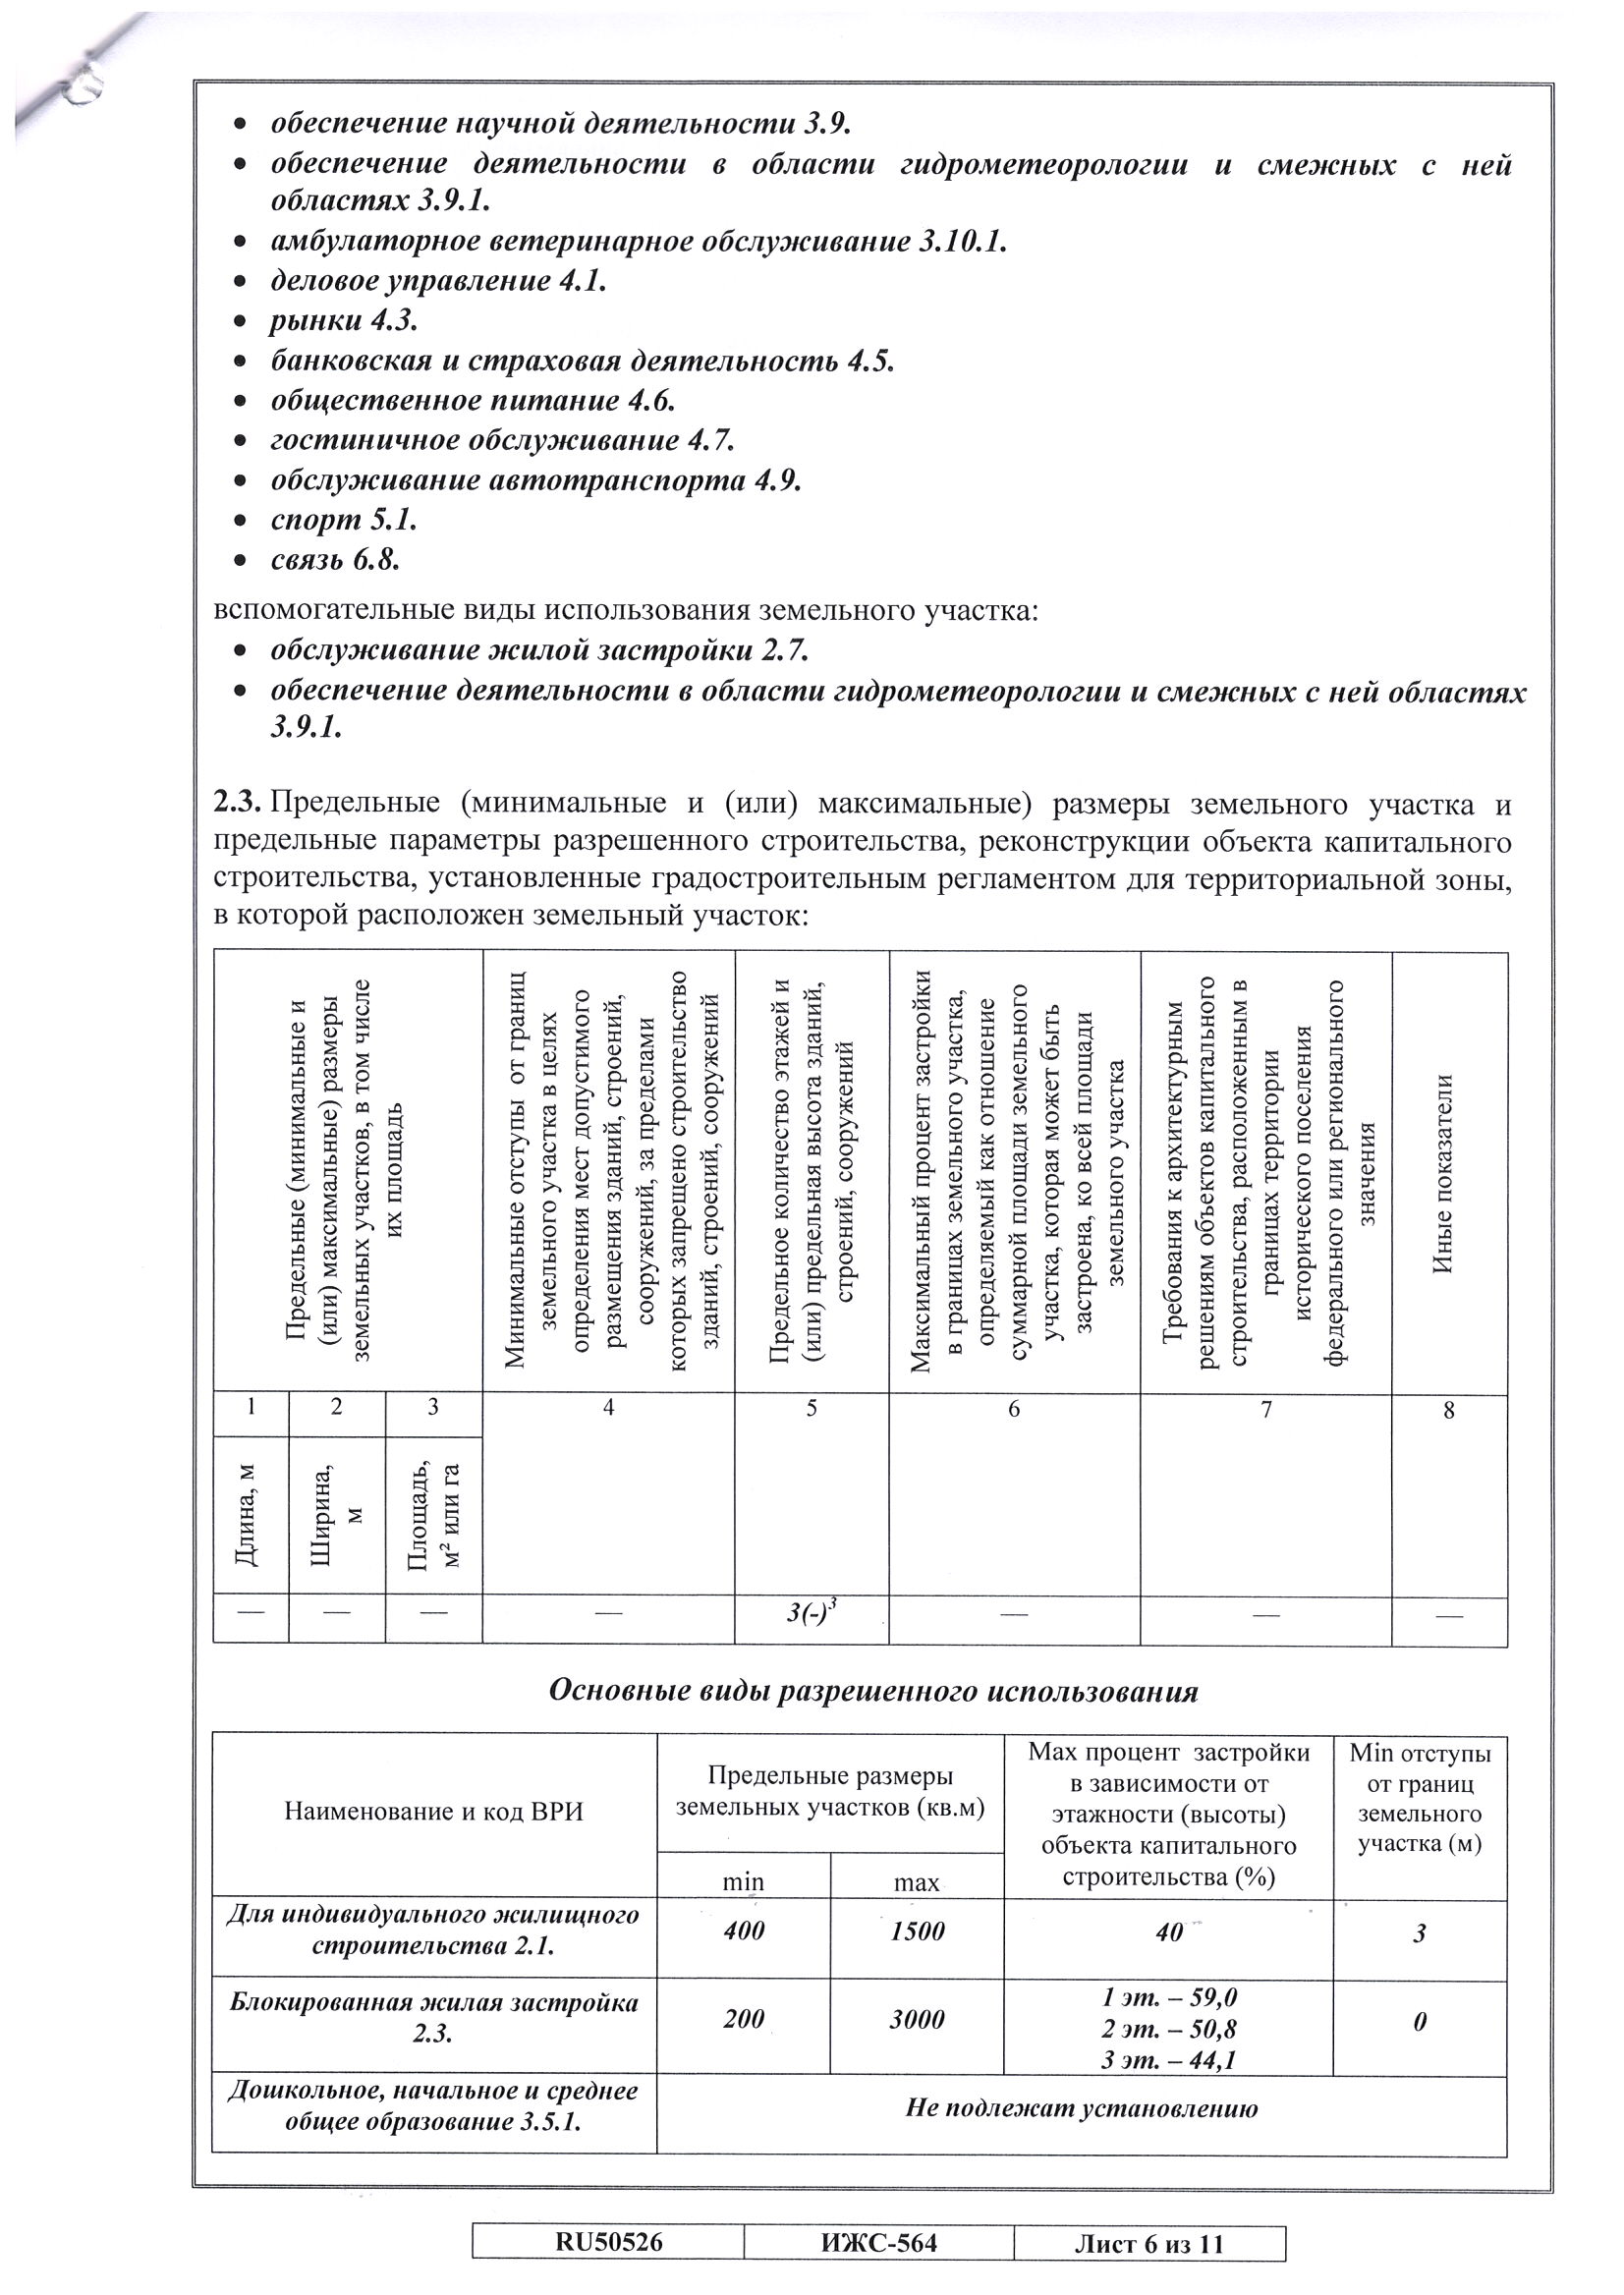 • обеспечение научной деятельности 3.9.
• обеспечение деятельности в области гидрометеорологии и смежных с ней
областях 3.9.1.
• амбулаторное ветеринарное обслуживание 3.10.1.
• деловое управление 4.1.
• рынки 4.3.
• банковская и страховая деятельность 4.5.
• общественное питание 4.6.
• гостиничное обслуживание 4.7.
• обслуживание автотранспорта 4.9.
• спорт 5.1.
• связь 6.8.
вспомогательные виды использования земельного участка:
• обслуживание жилой застройки 2.7.
• обеспечение деятельности в области гидрометеорологии и смежных с ней областях
3.9.1.
2.3. Предельные (минимальные и (или) максимальные) размеры земельного участка и
предельные параметры разрешенного строительства, реконструкции объекта капитального
строительства, установленные градостроительным регламентом для территориальной зоны,
в которой расположен земельный участок:
Предельные (минимальные и
(или) максимальные) размеры
земельных участков, в том числе
их площадь
Минимальные отступы от границ
земельного участка в целях
определения мест допустимого
размещения зданий, строений,
сооружений, за пределами
которых запрещено строительство
зданий, строений, сооружений
Предельное количество этажей и
(или) предельная высота зданий,
строений, сооружений
Максимальный процент застройки
в границах земельного участка,
определяемый как отношение
суммарной площади земельного
участка, которая может быть
застроена, ко всей площади
земельного участка
Требования к архитектурным
решениям объектов капитального
строительства, расположенным в
границах территории
исторического поселения
федерального или регионального
значения
Иные показатели
1 2 3 4 5 6 7 8
Длина, м
Ширина,
м
Площадь,
м² или га
— — — — 3(-)³ — — —
Основные виды разрешенного использования
Наименование и код ВРИ
Предельные размеры
земельных участков (кв.м)
min max
Max процент застройки
в зависимости от
этажности (высоты)
объекта капитального
строительства (%)
Min отступы
от границ
земельного
участка (м)
Для индивидуального жилищного
строительства 2.1.
400 1500 40 3
Блокированная жилая застройка
2.3.
200 3000
1 эт. – 59,0
2 эт. – 50,8
3 эт. – 44,1
0
Дошкольное, начальное и среднее
общее образование 3.5.1.
Не подлежат установлению
RU50526 ИЖС-564 Лист 6 из 11